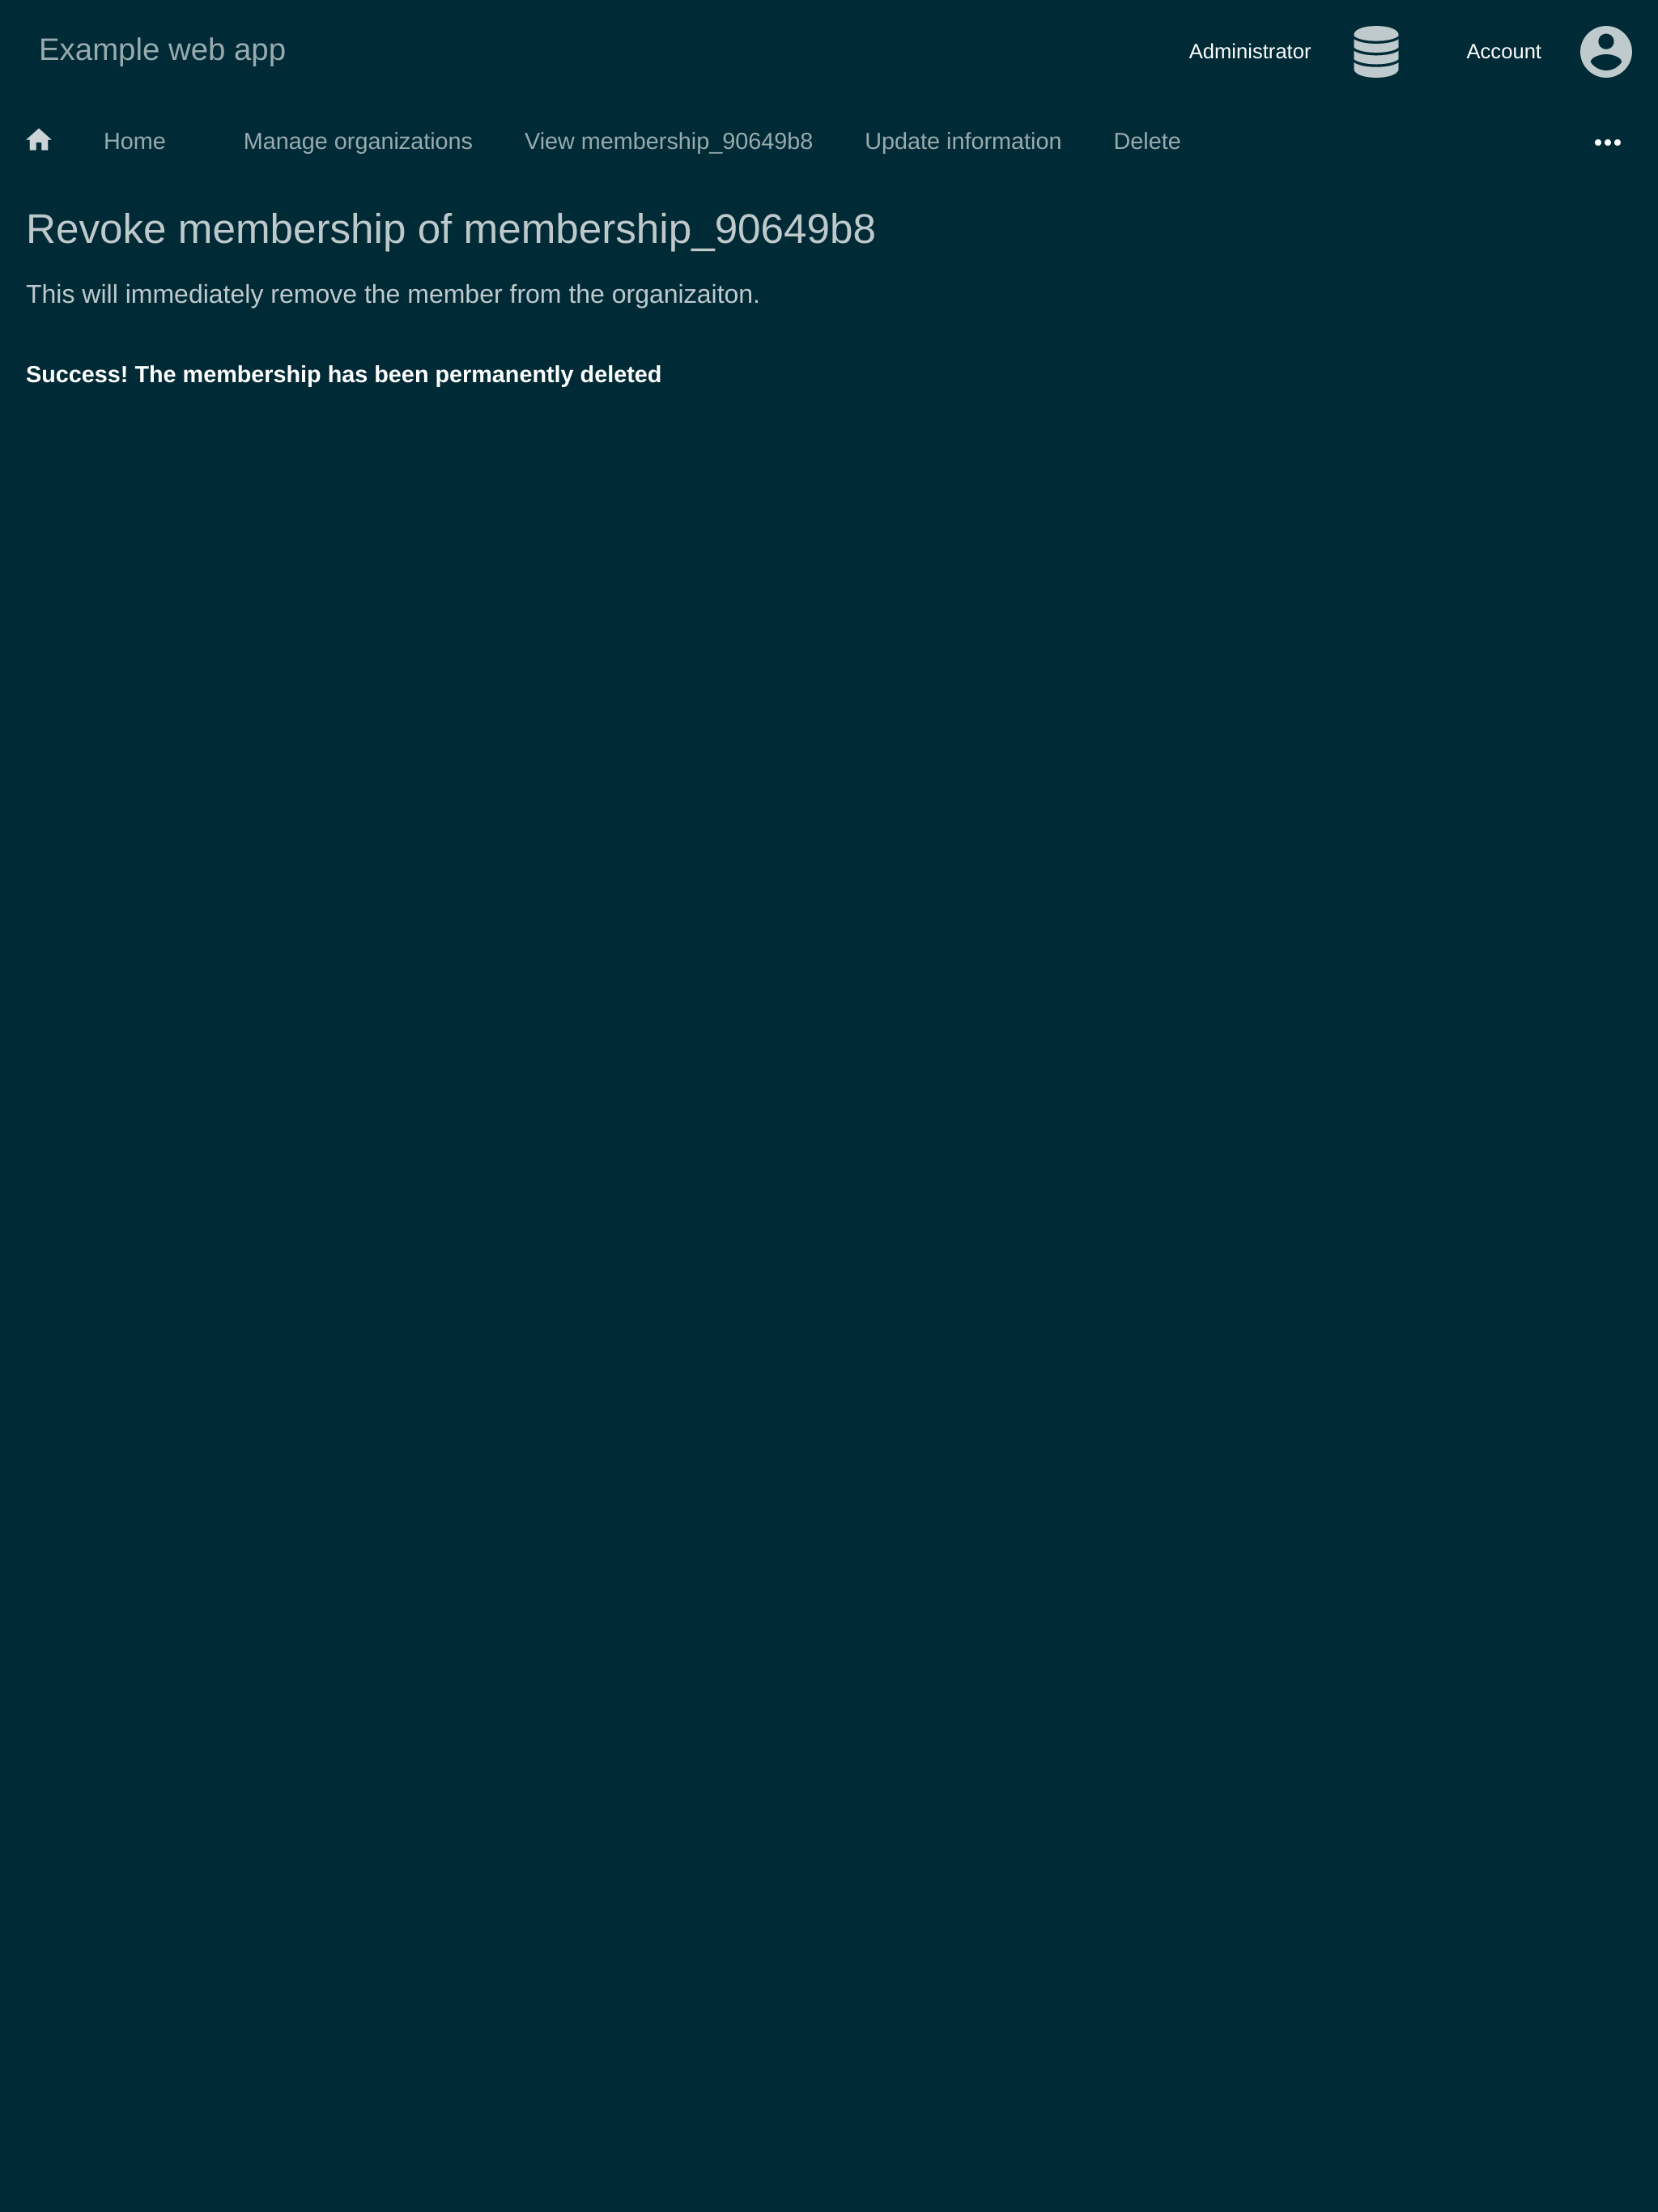 Example web app
Administrator
Account
Home
Manage organizations
View membership_90649b8
Update information
Delete
Revoke membership of membership_90649b8
This will immediately remove the member from the organizaiton.
Success! The membership has been permanently deleted